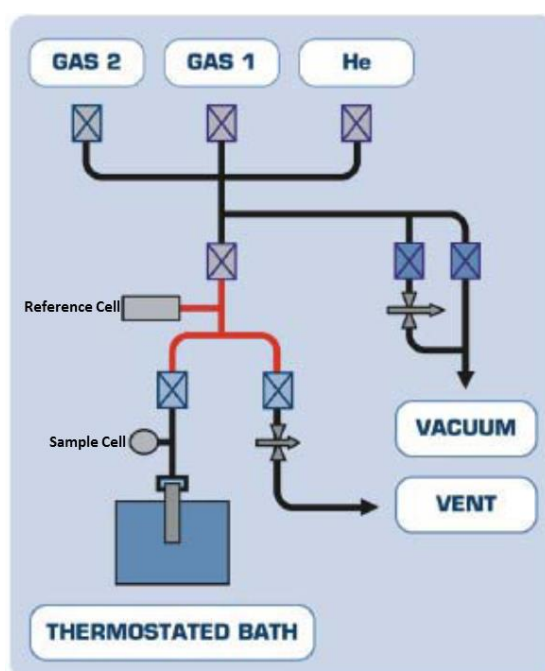 GAS 2
GAS 1
He
Reference Cell
Sample Cell
VACUUM
VENT
THERMOSTATED BATH